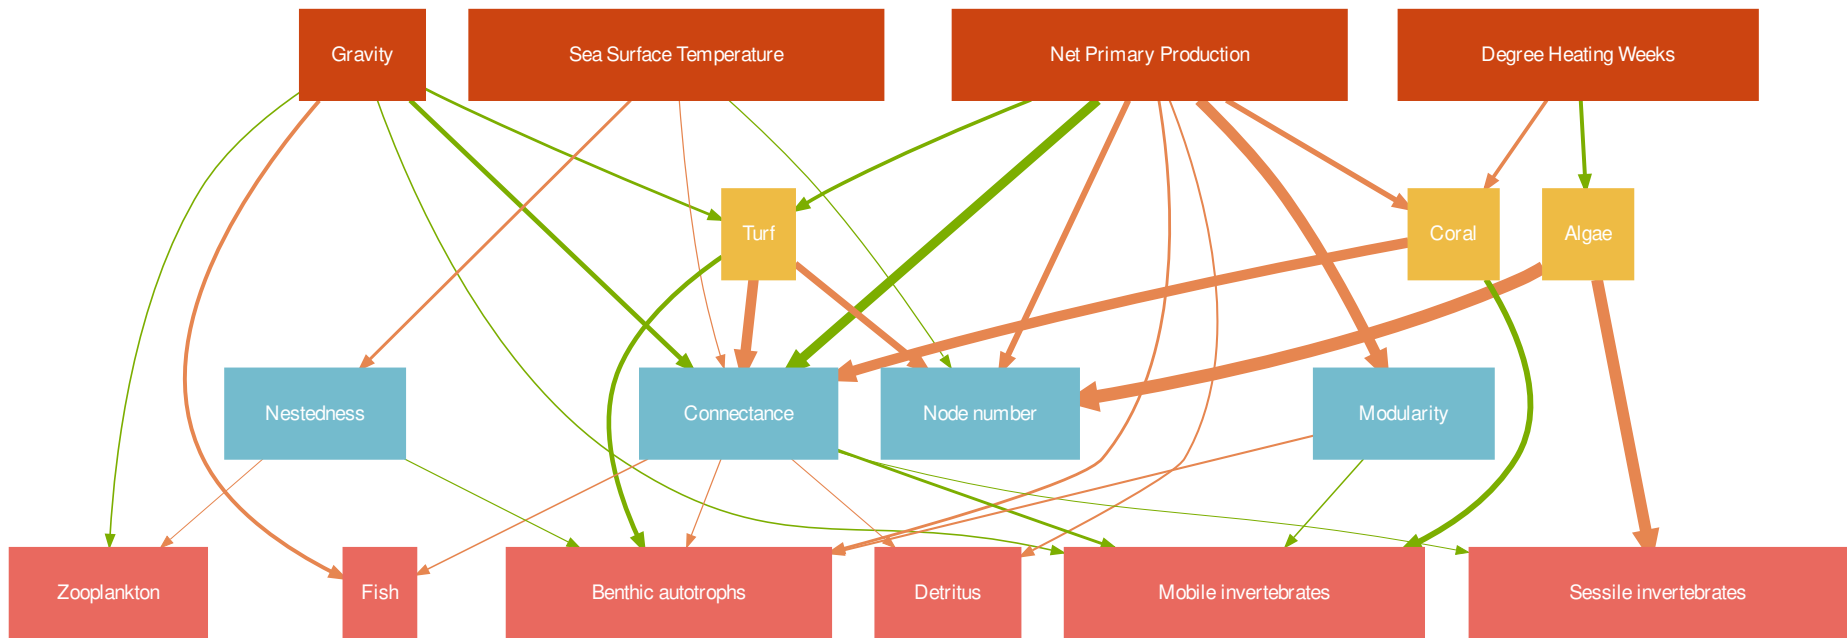 Gravity
Sea Surface Temperature
Net Primary Production
Degree Heating Weeks
Turf
Coral
Algae
Nestedness
Connectance
Node number
Modularity
Zooplankton
Fish
Benthic autotrophs
Detritus
Mobile invertebrates
Sessile invertebrates